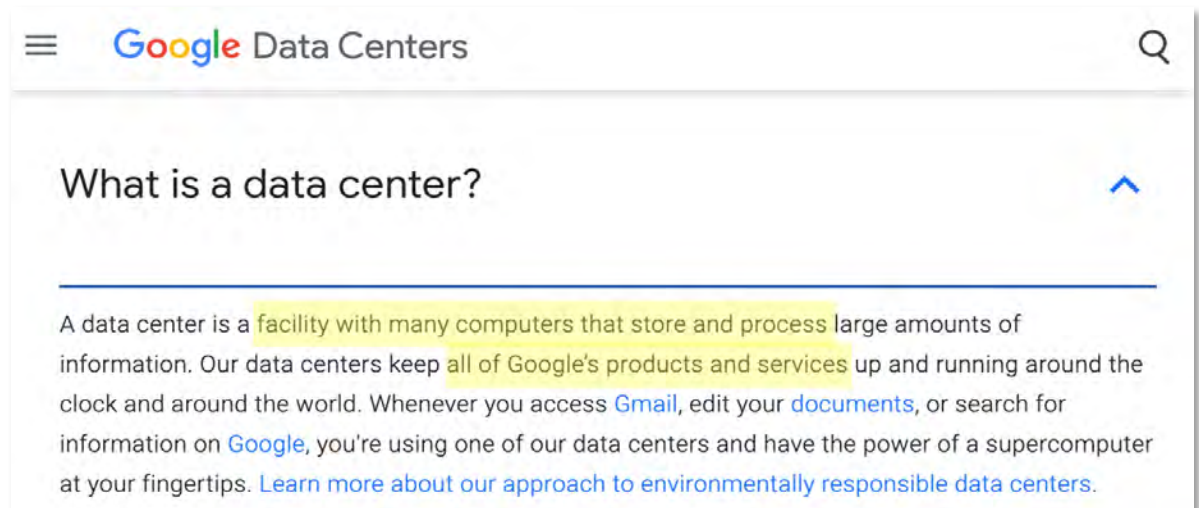 Google Data Centers
What is a data center?
A data center is a facility with many computers that store and process large amounts of
information. Our data centers keep all of Google's products and services up and running around the
clock and around the world. Whenever you access Gmail, edit your documents, or search for
information on Google, you're using one of our data centers and have the power of a supercomputer
at your fingertips. Learn more about our approach to environmentally responsible data centers.